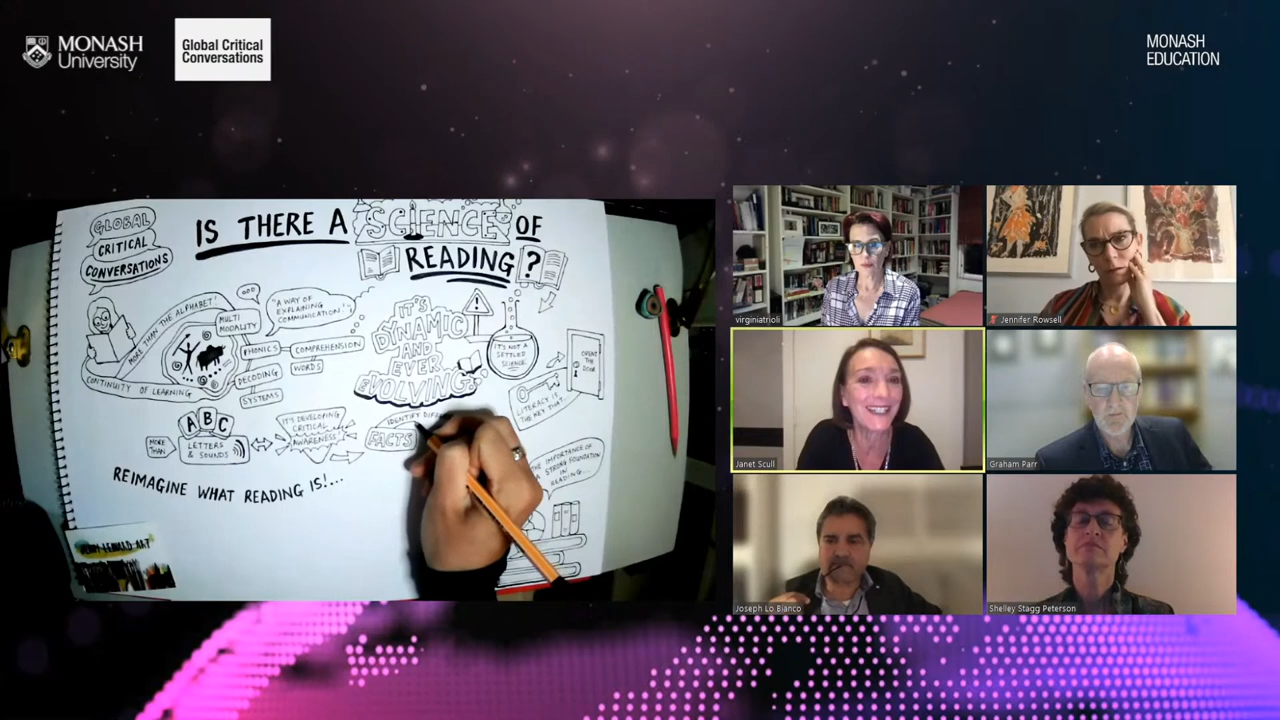 MONASH
University
Global Critical
Conversations
MONASH
EDUCATION
GLOBAL
CRITICAL
CONVERSATIONS
IS THERE A SCIENCE OF
READING?
MORE THAN THE ALPHABET!
CONTINUITY OF LEARNING
MULTI
MODALITY
"A WAY OF
EXPLAINING
COMMUNICATION"
PHONICS
COMPREHENSION
WORDS
DECODING
SYSTEMS
IT'S
DYNAMIC
AND
EVER
EVOLVING
IT'S NOT A
SETTLED
SCIENCE
OPENS
THE
DOOR
LITERACY IS
THE KEY THAT...
ABC
MORE
THAN
LETTERS
& SOUNDS
IT'S DEVELOPING
CRITICAL
AWARENESS
IDENTIFY
FACTS
IMPORTANCE OF
A STRONG FOUNDATION
IN
READING...
REIMAGINE WHAT READING IS!...
virginiatrioli
Jennifer Rowsell
Janet Scull
Graham Parr
Joseph Lo Bianco
Shelley Stagg Peterson